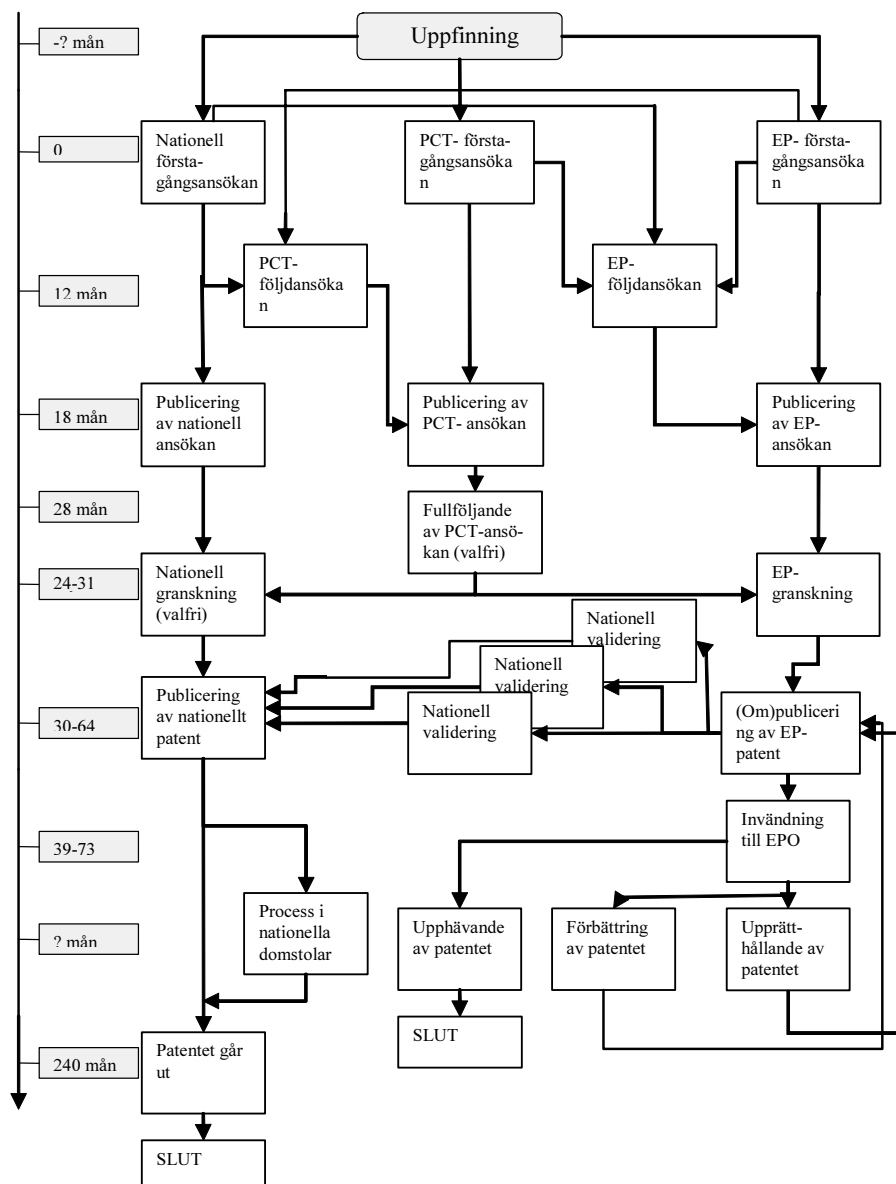 Uppfinning
-? mån
0
Nationell
första-
gångsansökan
PCT- första-
gångsansöka
n
EP- första-
gångsansöka
n
12 mån
PCT-
följdansöka
n
EP-
följdansökan
18 mån
Publicering
av nationell
ansökan
Publicering av
PCT- ansökan
Publicering
av EP-
ansökan
28 mån
Fullföljande
av PCT-ansö-
kan (valfri)
24-31
Nationell
granskning
(valfri)
EP-
granskning
Nationell
validering
Nationell
validering
Nationell
validering
30-64
Publicering
av nationellt
patent
(Om)publiceri
ng av EP-
patent
39-73
Invändning
till EPO
? mån
Process i
nationella
domstolar
Upphävande
av patentet
Förbättring
av patentet
Upprätt-
hållande av
patentet
SLUT
240 mån
Patentet går
ut
SLUT